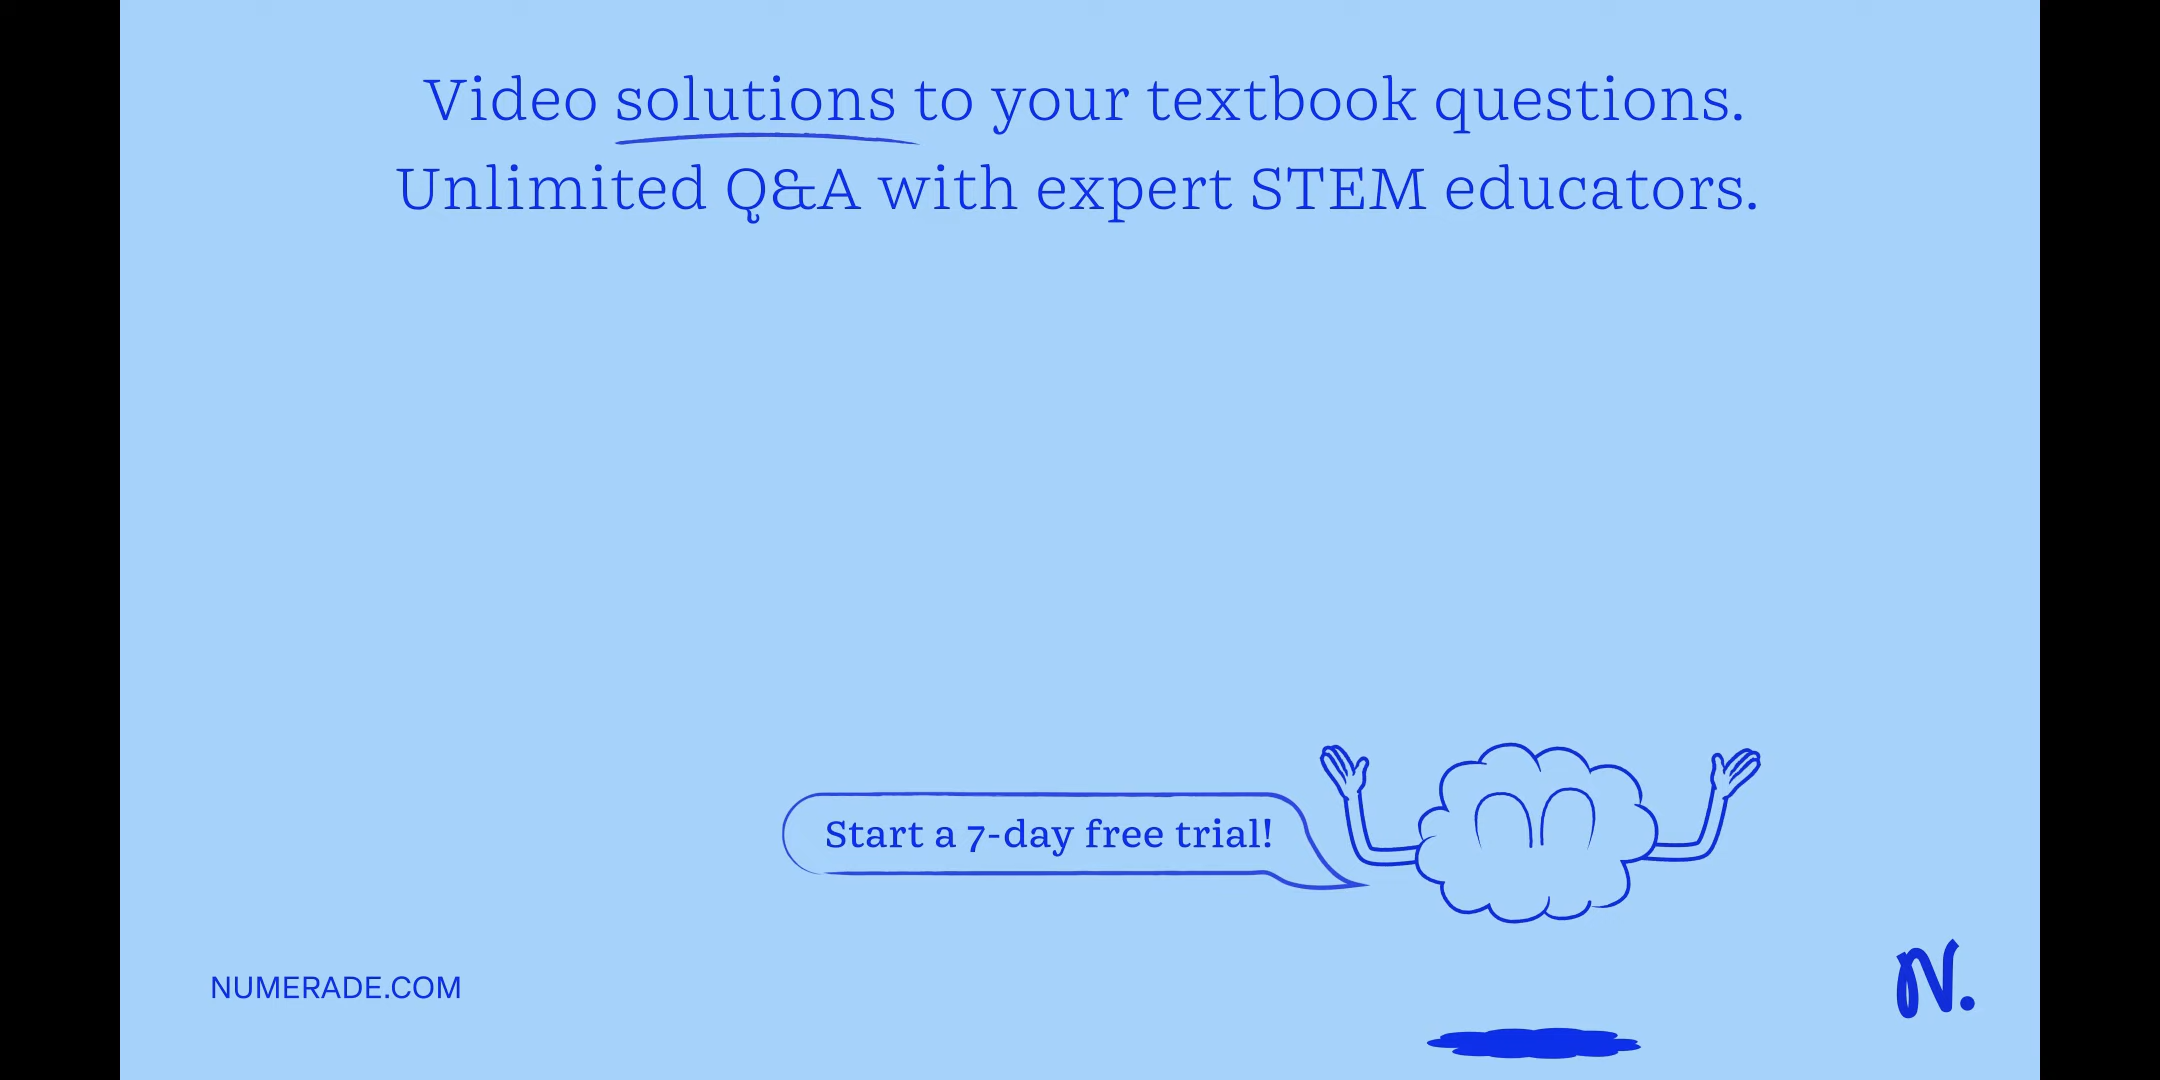 Video solutions to your textbook questions.
Unlimited Q&A with expert STEM educators.
Start a 7-day free trial!
NUMERADE.COM
N.